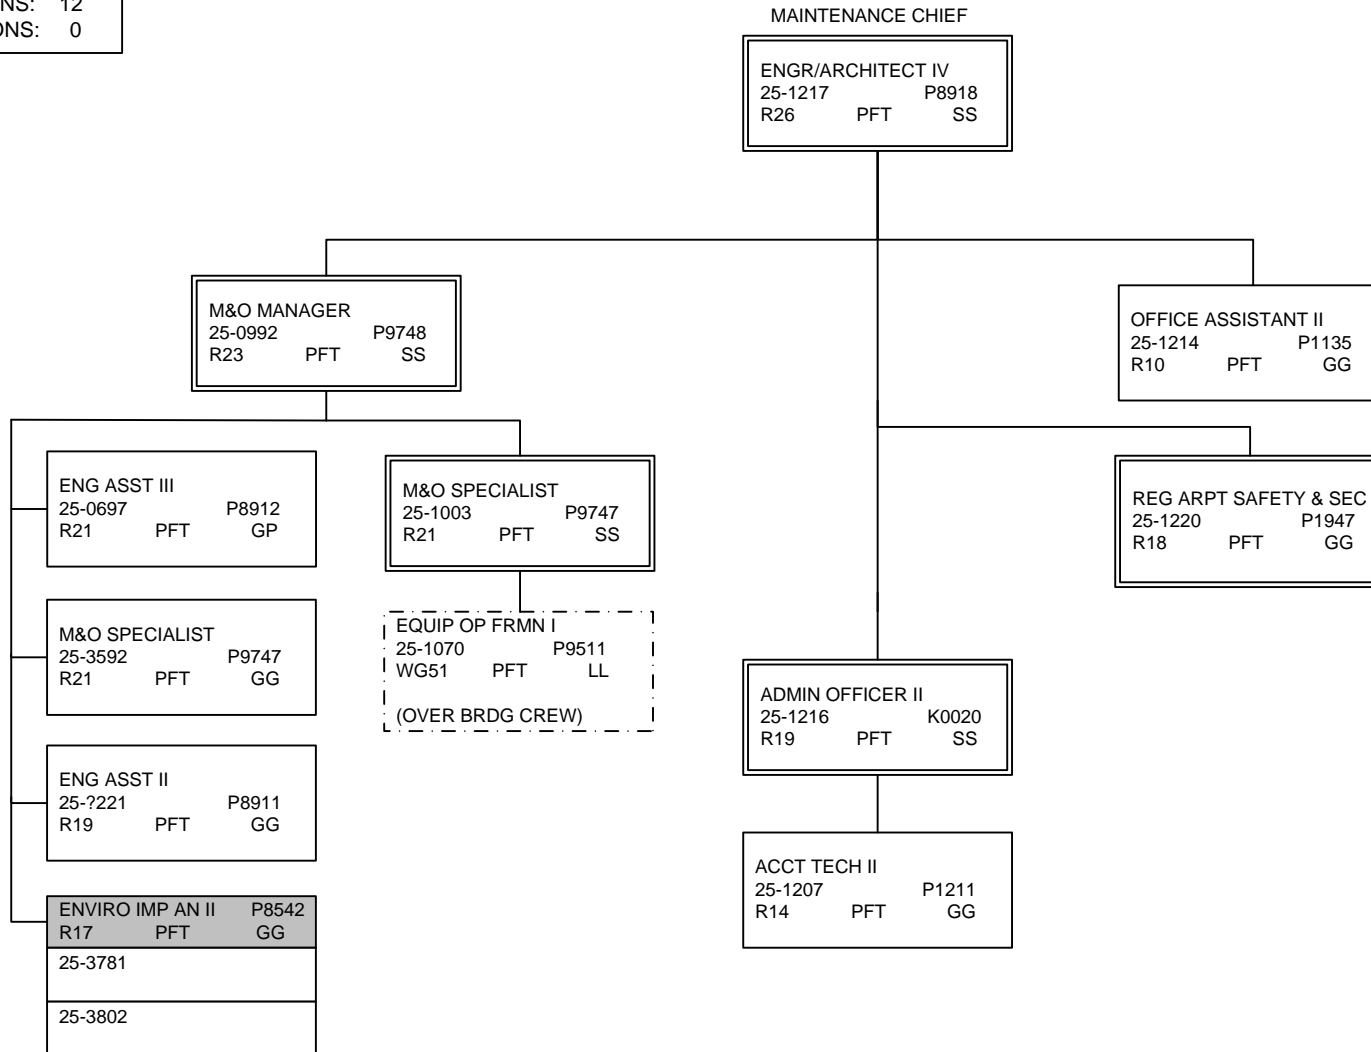 NS: 12
ONS: 0
MAINTENANCE CHIEF
ENGR/ARCHITECT IV
25-1217 P8918
R26 PFT SS
M&O MANAGER
25-0992 P9748
R23 PFT SS
OFFICE ASSISTANT II
25-1214 P1135
R10 PFT GG
ENG ASST III
25-0697 P8912
R21 PFT GP
M&O SPECIALIST
25-1003 P9747
R21 PFT SS
REG ARPT SAFETY & SEC
25-1220 P1947
R18 PFT GG
M&O SPECIALIST
25-3592 P9747
R21 PFT GG
EQUIP OP FRMN I
25-1070 P9511
WG51 PFT LL
(OVER BRDG CREW)
ADMIN OFFICER II
25-1216 K0020
R19 PFT SS
ENG ASST II
25-?221 P8911
R19 PFT GG
ACCT TECH II
25-1207 P1211
R14 PFT GG
ENVIRO IMP AN II P8542
R17 PFT GG
25-3781
25-3802